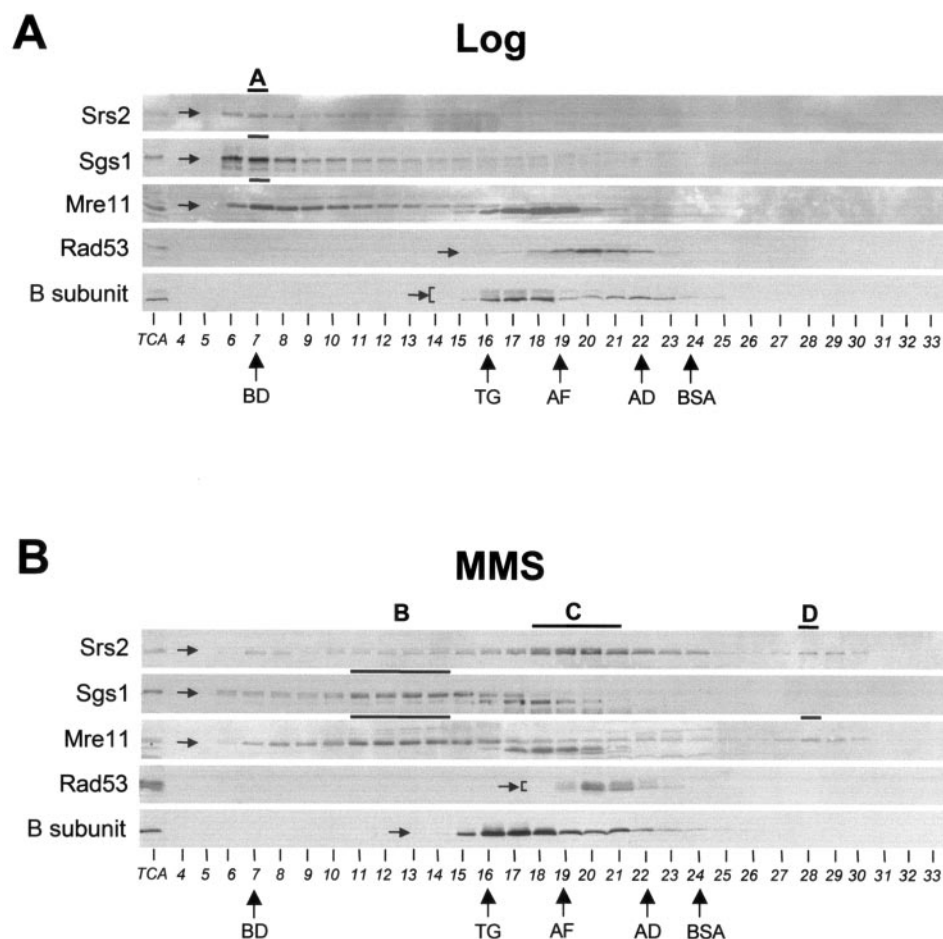 A
Log
A
Srs2
Sgs1
Mre11
Rad53
B subunit
TCA 4 5 6 7 8 9 10 11 12 13 14 15 16 17 18 19 20 21 22 23 24 25 26 27 28 29 30 31 32 33
BD TG AF AD BSA
B
MMS
B C D
Srs2
Sgs1
Mre11
Rad53
B subunit
TCA 4 5 6 7 8 9 10 11 12 13 14 15 16 17 18 19 20 21 22 23 24 25 26 27 28 29 30 31 32 33
BD TG AF AD BSA